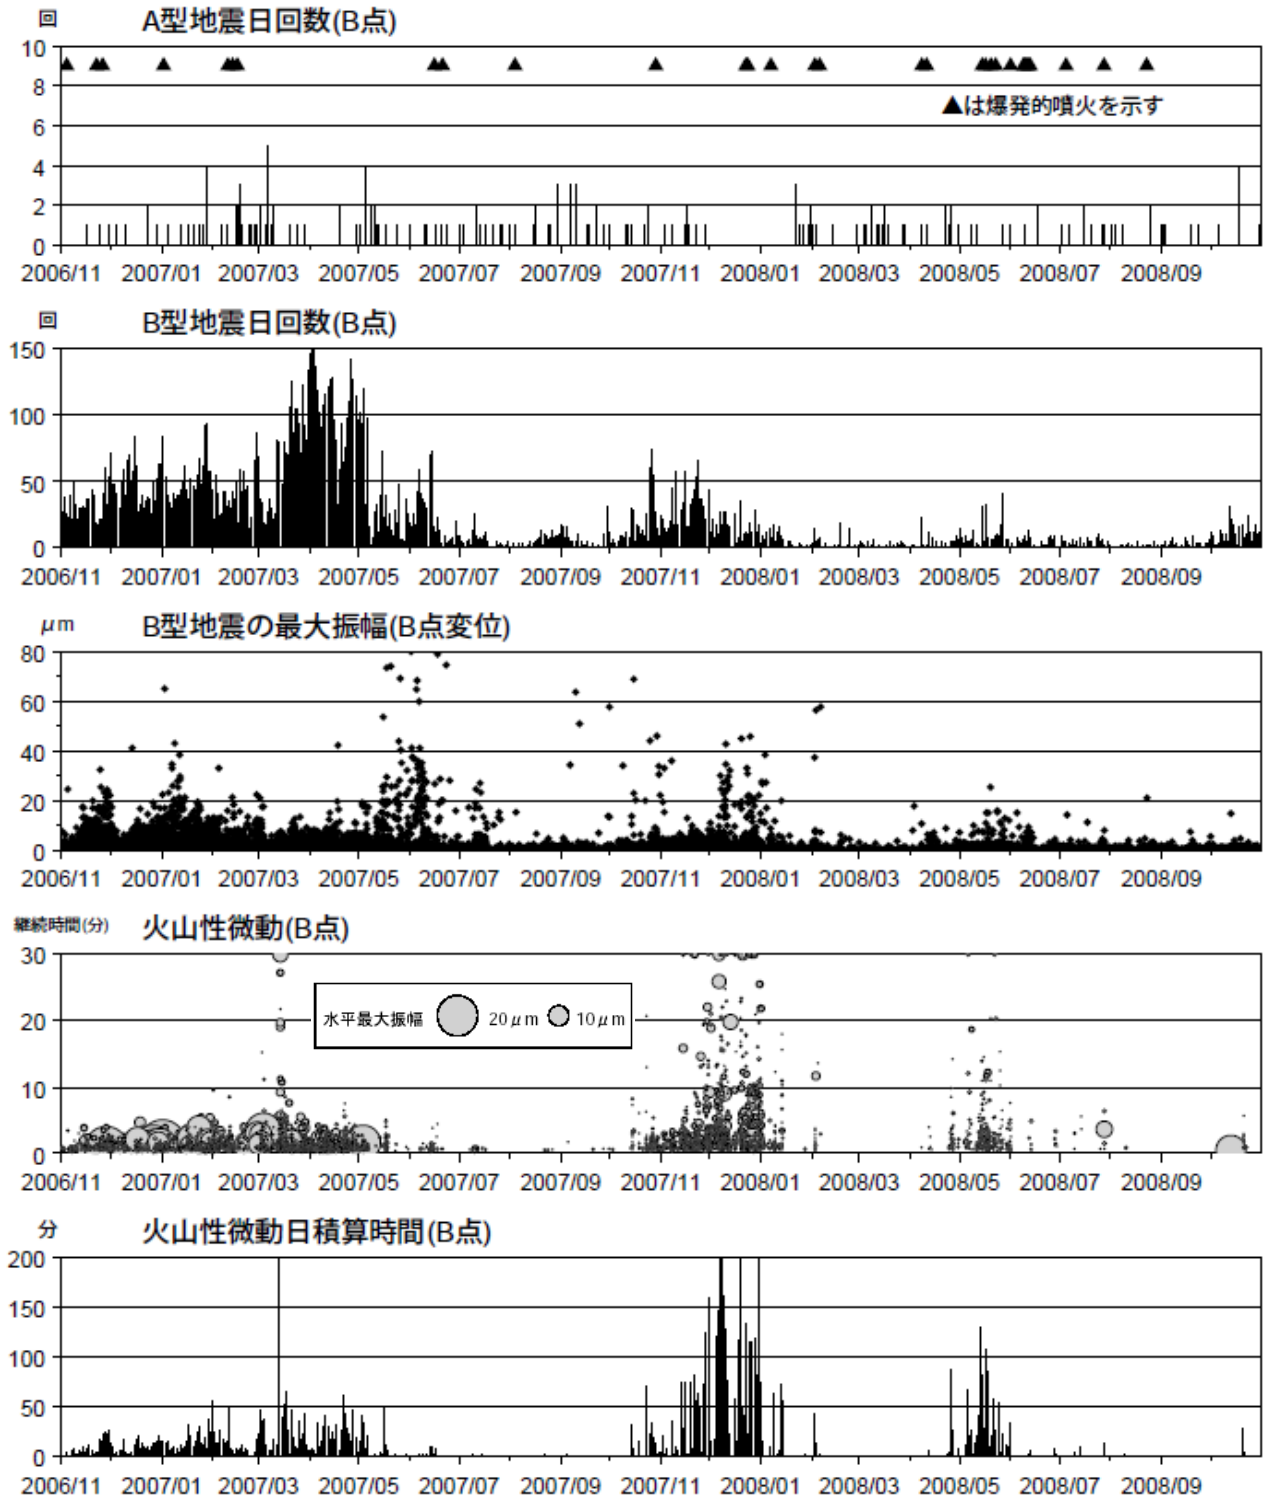 回 A型地震日回数(B点)
10
8
▲は爆発的噴火を示す
6
4
2
0
2006/11 2007/01 2007/03 2007/05 2007/07 2007/09 2007/11 2008/01 2008/03 2008/05 2008/07 2008/09
回 B型地震日回数(B点)
150
100
50
0
2006/11 2007/01 2007/03 2007/05 2007/07 2007/09 2007/11 2008/01 2008/03 2008/05 2008/07 2008/09
μm B型地震の最大振幅(B点変位)
80
60
40
20
0
2006/11 2007/01 2007/03 2007/05 2007/07 2007/09 2007/11 2008/01 2008/03 2008/05 2008/07 2008/09
継続時間(分) 火山性微動(B点)
30
水平最大振幅 20μm 10μm
20
10
0
2006/11 2007/01 2007/03 2007/05 2007/07 2007/09 2007/11 2008/01 2008/03 2008/05 2008/07 2008/09
分 火山性微動日積算時間(B点)
200
150
100
50
0
2006/11 2007/01 2007/03 2007/05 2007/07 2007/09 2007/11 2008/01 2008/03 2008/05 2008/07 2008/09